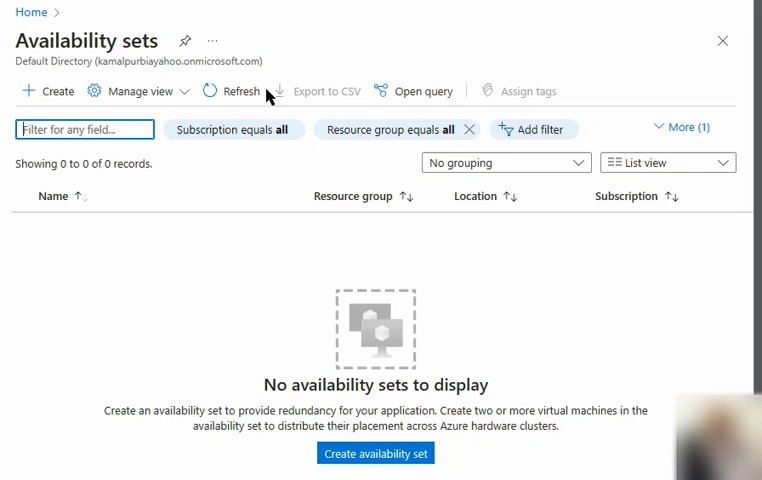 Home >
Availability sets ...
Default Directory (kamalpurbiayahoo.onmicrosoft.com)
+ Create Manage view Refresh Export to CSV Open query Assign tags
Filter for any field... Subscription equals all Resource group equals all Add filter More (1)
Showing 0 to 0 of 0 records. No grouping List view
Name Resource group Location Subscription
No availability sets to display
Create an availability set to provide redundancy for your application. Create two or more virtual machines in the
availability set to distribute their placement across Azure hardware clusters.
Create availability set